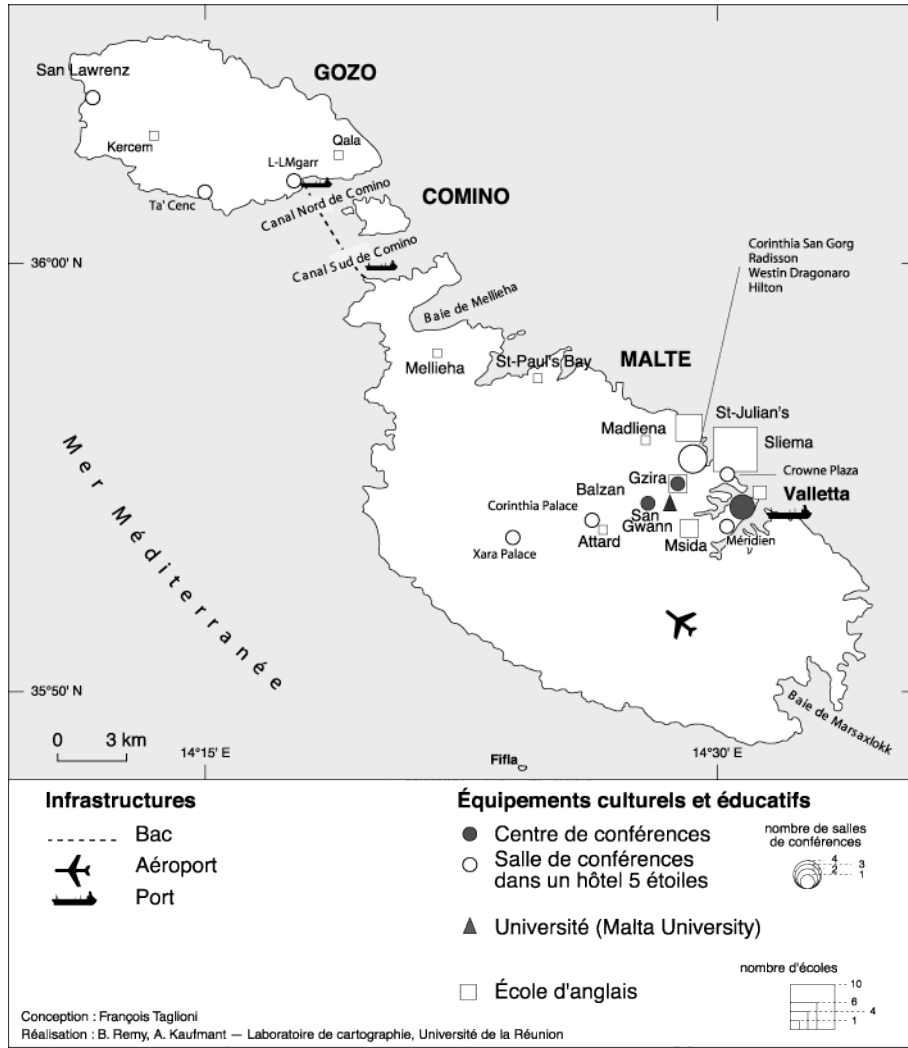 San Lawrenz
GOZO
Kercem
Qala
L-LMgarr
Ta' Cenc
Canal Nord de Comino
COMINO
36°00' N
Canal Sud de Comino
Corinthia San Gorg
Radisson
Westin Dragonaro
Hilton
Baie de Mellieha
Mellieha
St-Paul's Bay
MALTE
St-Julian's
Madliena
Sliema
Crowne Plaza
Gzira
Balzan
Valletta
Corinthia Palace
San
Gwann
Attard
Msida
Méridien
Xara Palace
Mer Méditerranée
35°50' N
Baie de Marsaxlokk
0 3 km
14°15' E
14°30' E
Fifla
Infrastructures
Bac
Aéroport
Port
Équipements culturels et éducatifs
Centre de conférences
Salle de conférences
dans un hôtel 5 étoiles
nombre de salles
de conférences
4
3
2
1
Université (Malta University)
École d'anglais
nombre d'écoles
10
6
4
1
Conception : François Taglioni
Réalisation : B. Remy, A. Kaufmant — Laboratoire de cartographie, Université de la Réunion